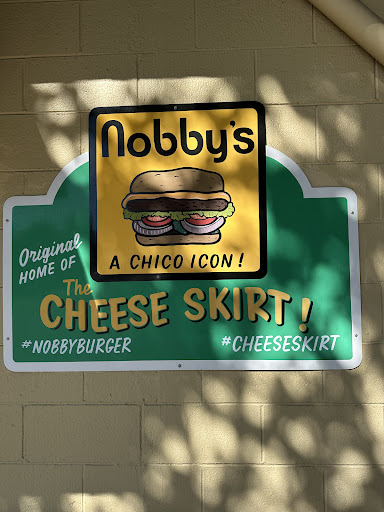 nobby's
A CHICO ICON!
Original
HOME OF
The
CHEESE SKIRT!
#NOBBYBURGER #CHEESESKIRT